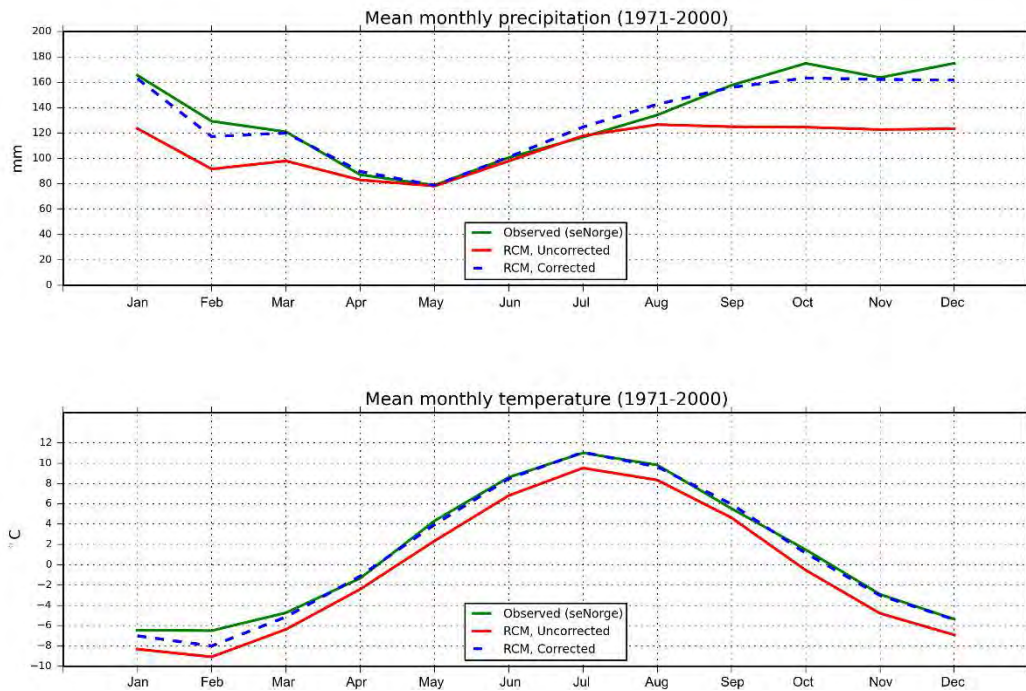 Mean monthly precipitation (1971-2000)
200
180
160
140
120
100
80
60
40
20
0
mm
Observed (seNorge)
RCM, Uncorrected
RCM, Corrected
Jan Feb Mar Apr May Jun Jul Aug Sep Oct Nov Dec
Mean monthly temperature (1971-2000)
12
10
8
6
4
2
0
−2
−4
−6
−8
−10
°C
Observed (seNorge)
RCM, Uncorrected
RCM, Corrected
Jan Feb Mar Apr May Jun Jul Aug Sep Oct Nov Dec